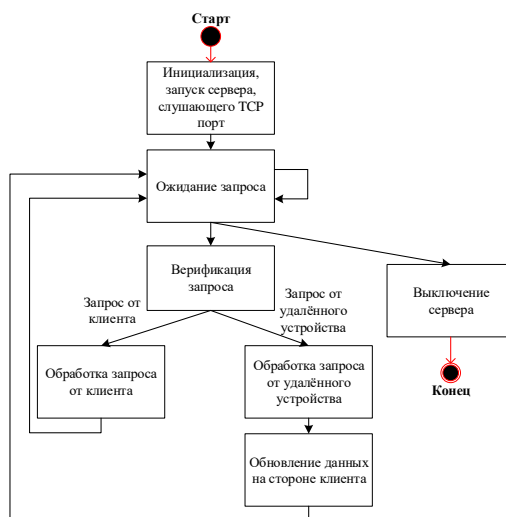 Старт
Инициализация,
запуск сервера,
слушающего TCP
порт
Ожидание запроса
Верификация
запроса
Выключение
сервера
Запрос от
клиента
Запрос от
удалённого
устройства
Обработка запроса
от клиента
Обработка запроса
от удалённого
устройства
Конец
Обновление данных
на стороне клиента